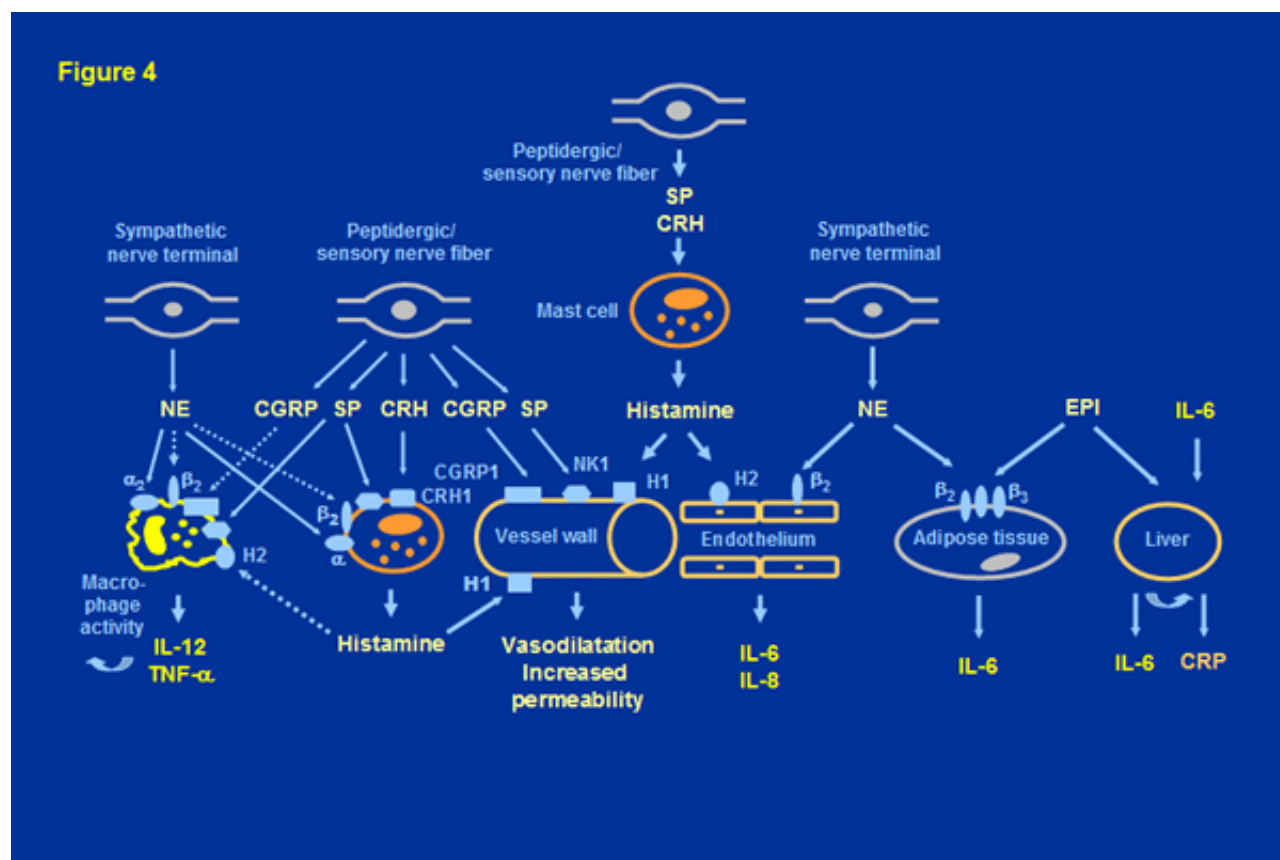 Figure 4
Peptidergic/
sensory nerve fiber
SP
CRH
Sympathetic
nerve terminal
Peptidergic/
sensory nerve fiber
Mast cell
Sympathetic
nerve terminal
NE
CGRP
SP
CRH
CGRP
SP
Histamine
NE
EPI
IL-6
α2
β2
CGRP1
CRH1
NK1
H1
H2
β2
β2
β3
β2
α
H2
Vessel wall
Endothelium
Adipose tissue
Liver
H1
Macro-
phage
activity
IL-12
TNF-α
Histamine
Vasodilatation
Increased
permeability
IL-6
IL-8
IL-6
IL-6
CRP